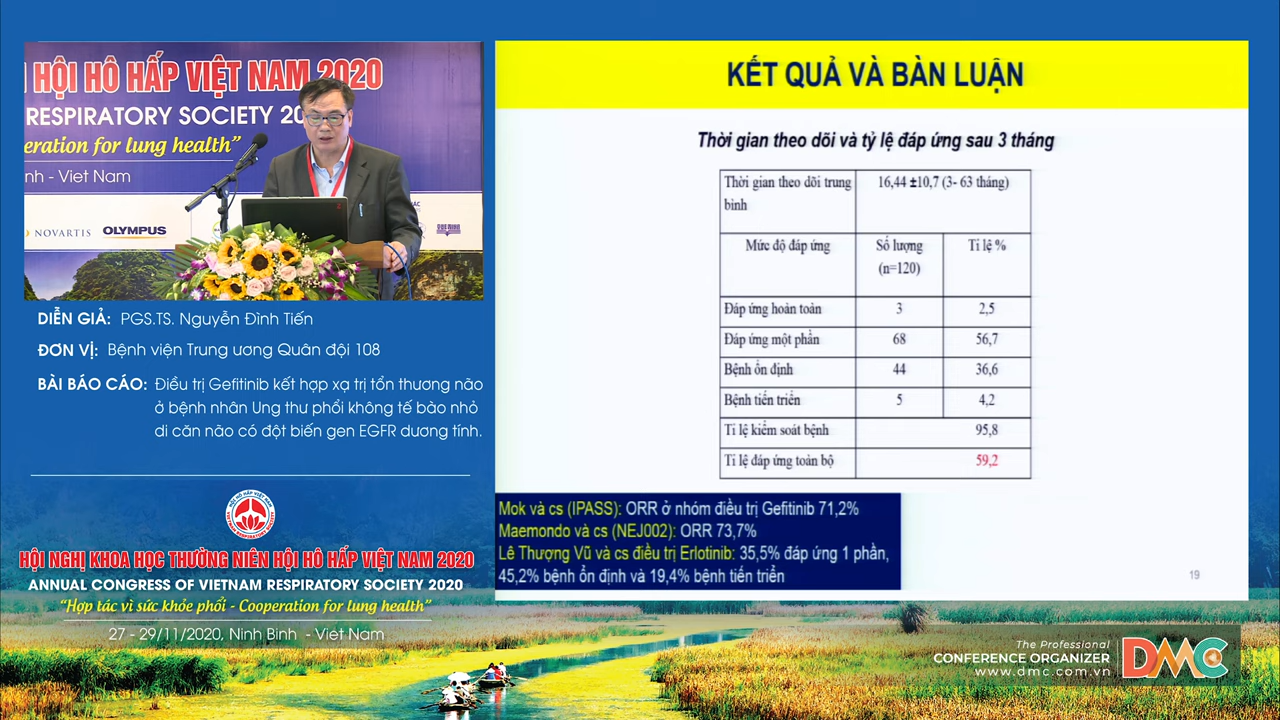 HỘI HÔ HẤP VIỆT NAM 2020
RESPIRATORY SOCIETY
eration for lung health”
nh - Viet Nam
NOVARTIS
OLYMPUS
DIỄN GIẢ: PGS.TS. Nguyễn Đình Tiến
ĐƠN VỊ: Bệnh viện Trung ương Quân đội 108
BÀI BÁO CÁO: Điều trị Gefitinib kết hợp xạ trị tổn thương não
ở bệnh nhân Ung thư phổi không tế bào nhỏ
di căn não có đột biến gen EGFR dương tính.
HỘI NGHỊ KHOA HỌC THƯỜNG NIÊN HỘI HÔ HẤP VIỆT NAM 2020
ANNUAL CONGRESS OF VIETNAM RESPIRATORY SOCIETY 2020
“Hợp tác vì sức khỏe phổi - Cooperation for lung health”
27 - 29/11/2020, Ninh Bình - Viet Nam
KẾT QUẢ VÀ BÀN LUẬN
Thời gian theo dõi và tỷ lệ đáp ứng sau 3 tháng
Thời gian theo dõi trung 16,44 ±10,7 (3- 63 tháng)
bình
Mức độ đáp ứng Số lượng Tỉ lệ %
(n=120)
Đáp ứng hoàn toàn 3 2,5
Đáp ứng một phần 68 56,7
Bệnh ổn định 44 36,6
Bệnh tiến triển 5 4,2
Tỉ lệ kiểm soát bệnh 95,8
Tỉ lệ đáp ứng toàn bộ 59,2
Mok và cs (IPASS): ORR ở nhóm điều trị Gefitinib 71,2%
Maemondo và cs (NEJ002): ORR 73,7%
Lê Thượng Vũ và cs điều trị Erlotinib: 35,5% đáp ứng 1 phần,
45,2% bệnh ổn định và 19,4% bệnh tiến triển
19
The Professional
CONFERENCE ORGANIZER
www.dmc.com.vn
DMC